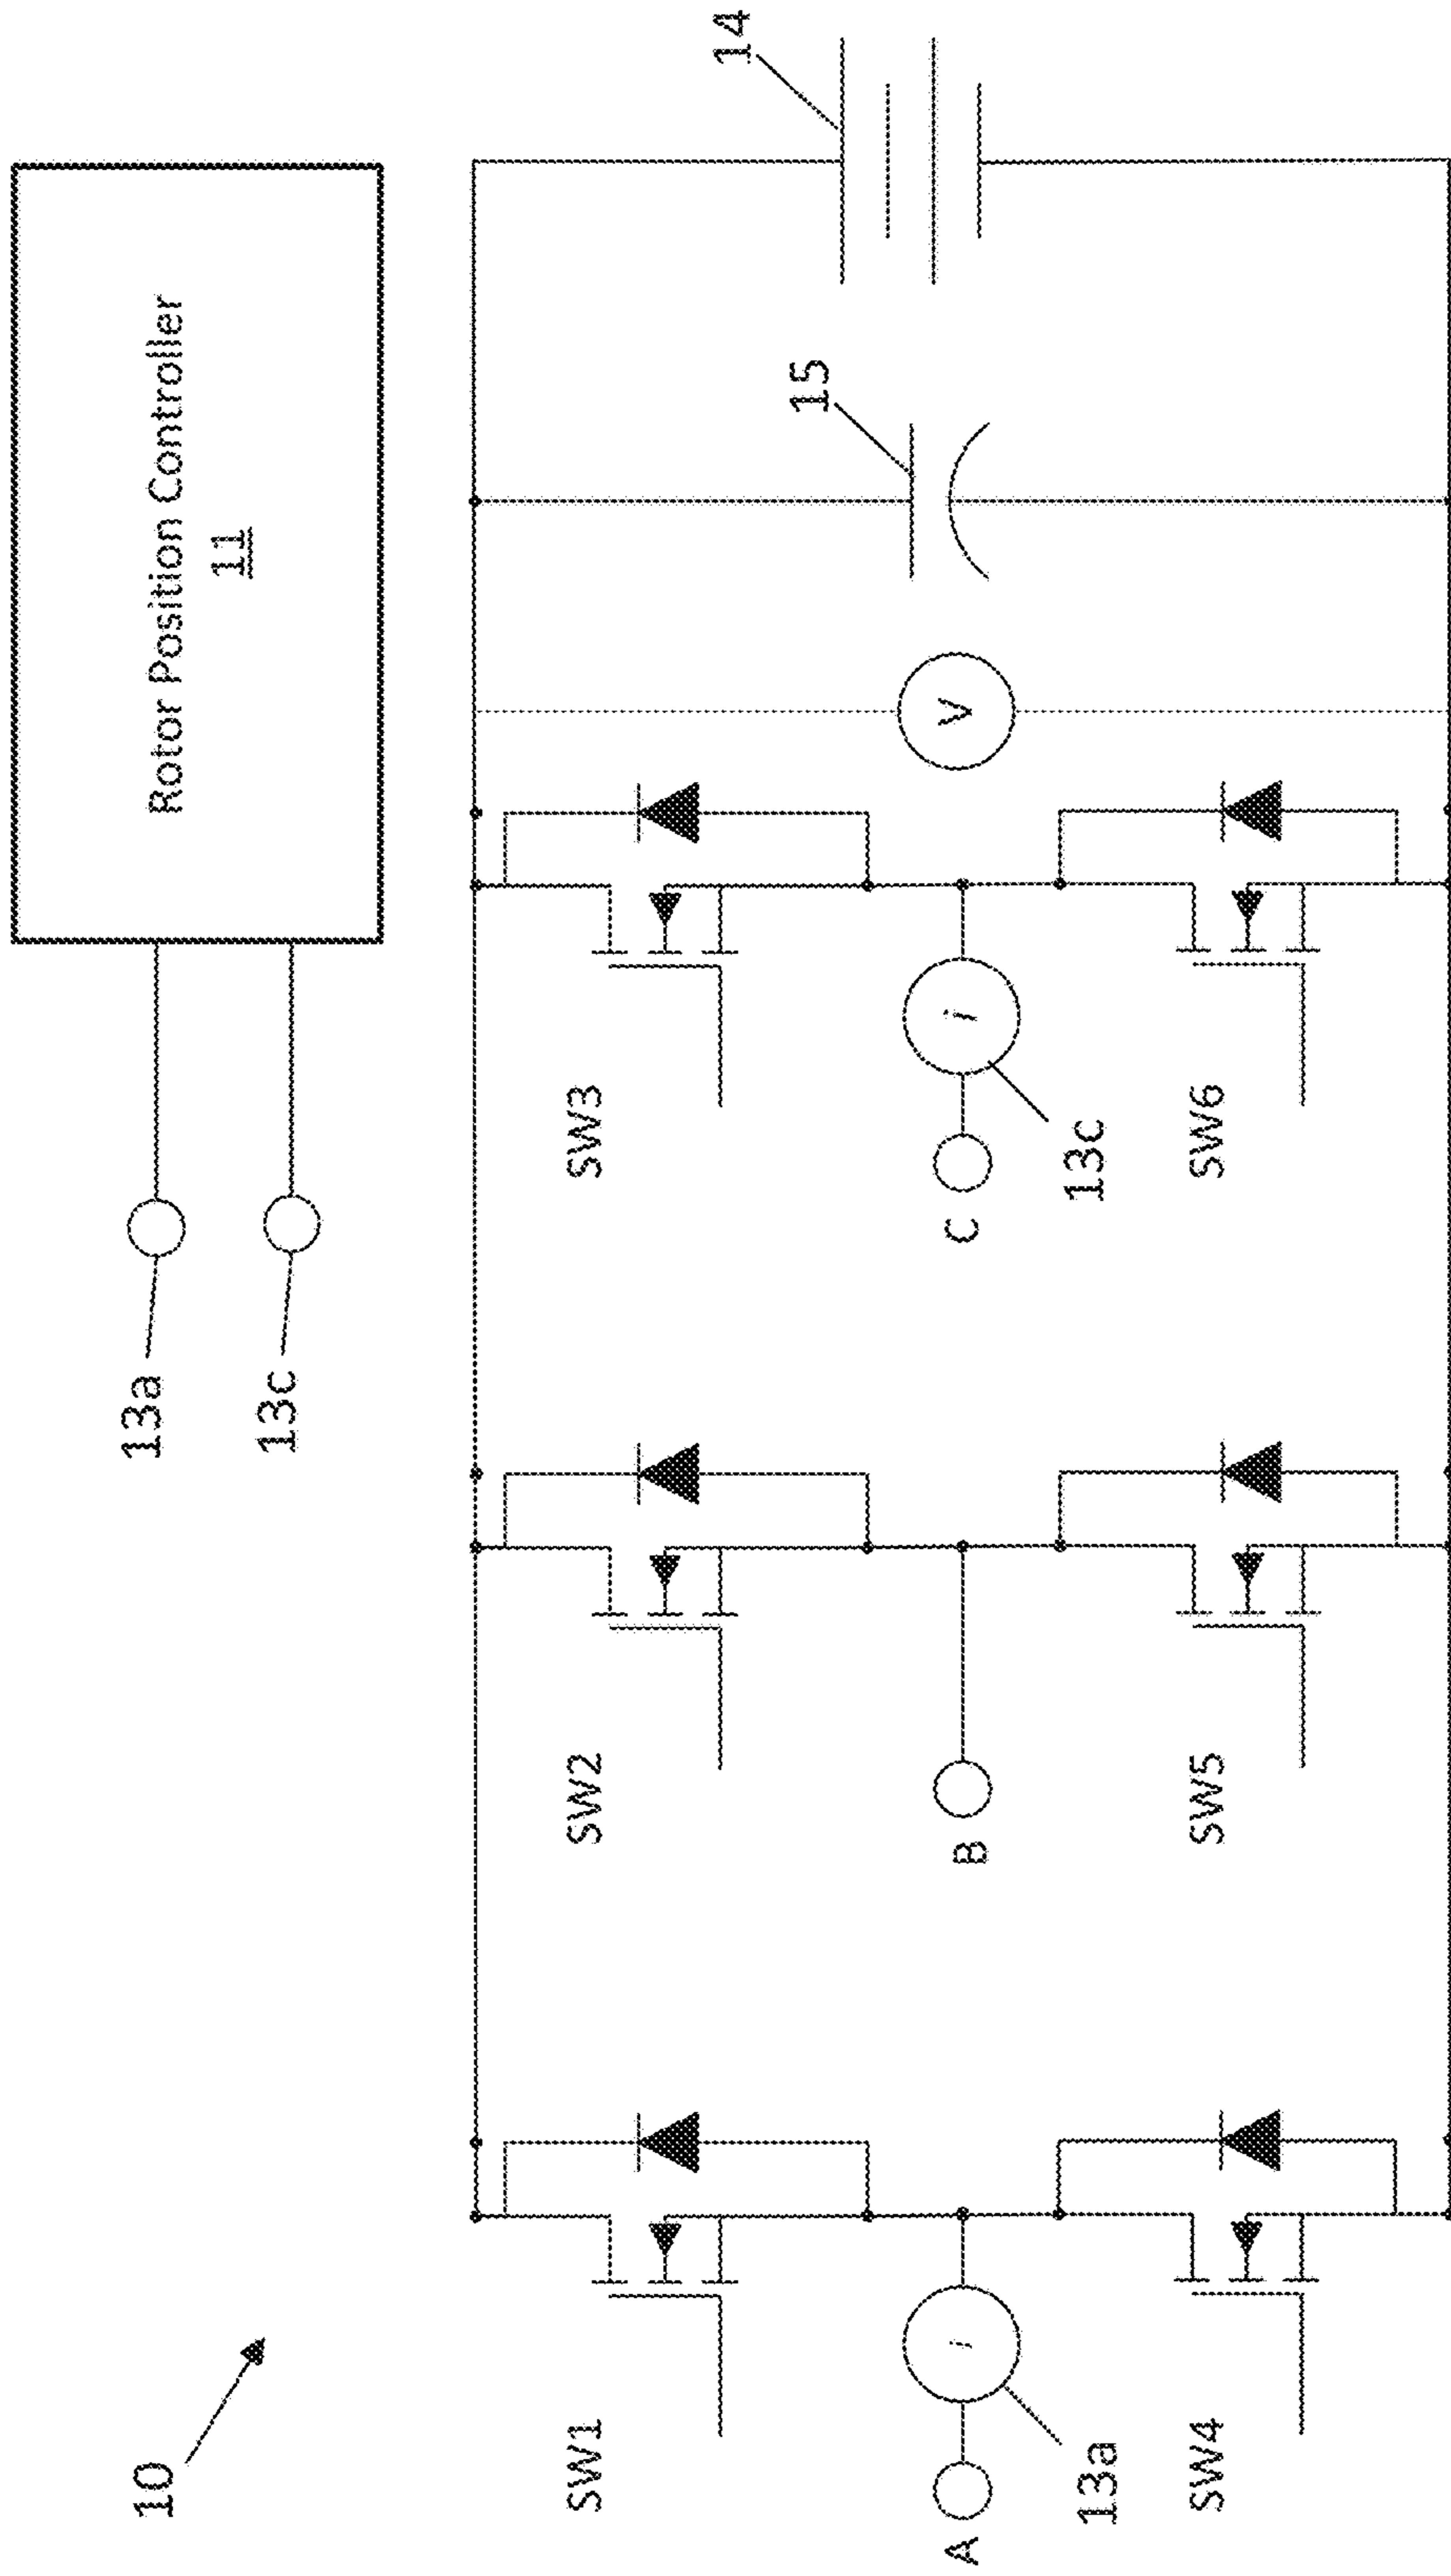 10
13a
13c
Rotor Position Controller
11
SW1
SW2
SW3
14
15
A
i
13a
B
C
i
13c
V
SW4
SW5
SW6